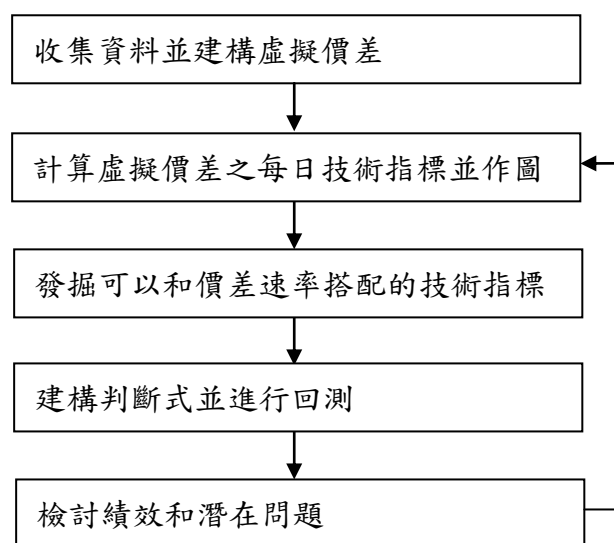 收集資料並建構虛擬價差
計算虛擬價差之每日技術指標並作圖
發掘可以和價差速率搭配的技術指標
建構判斷式並進行回測
檢討績效和潛在問題